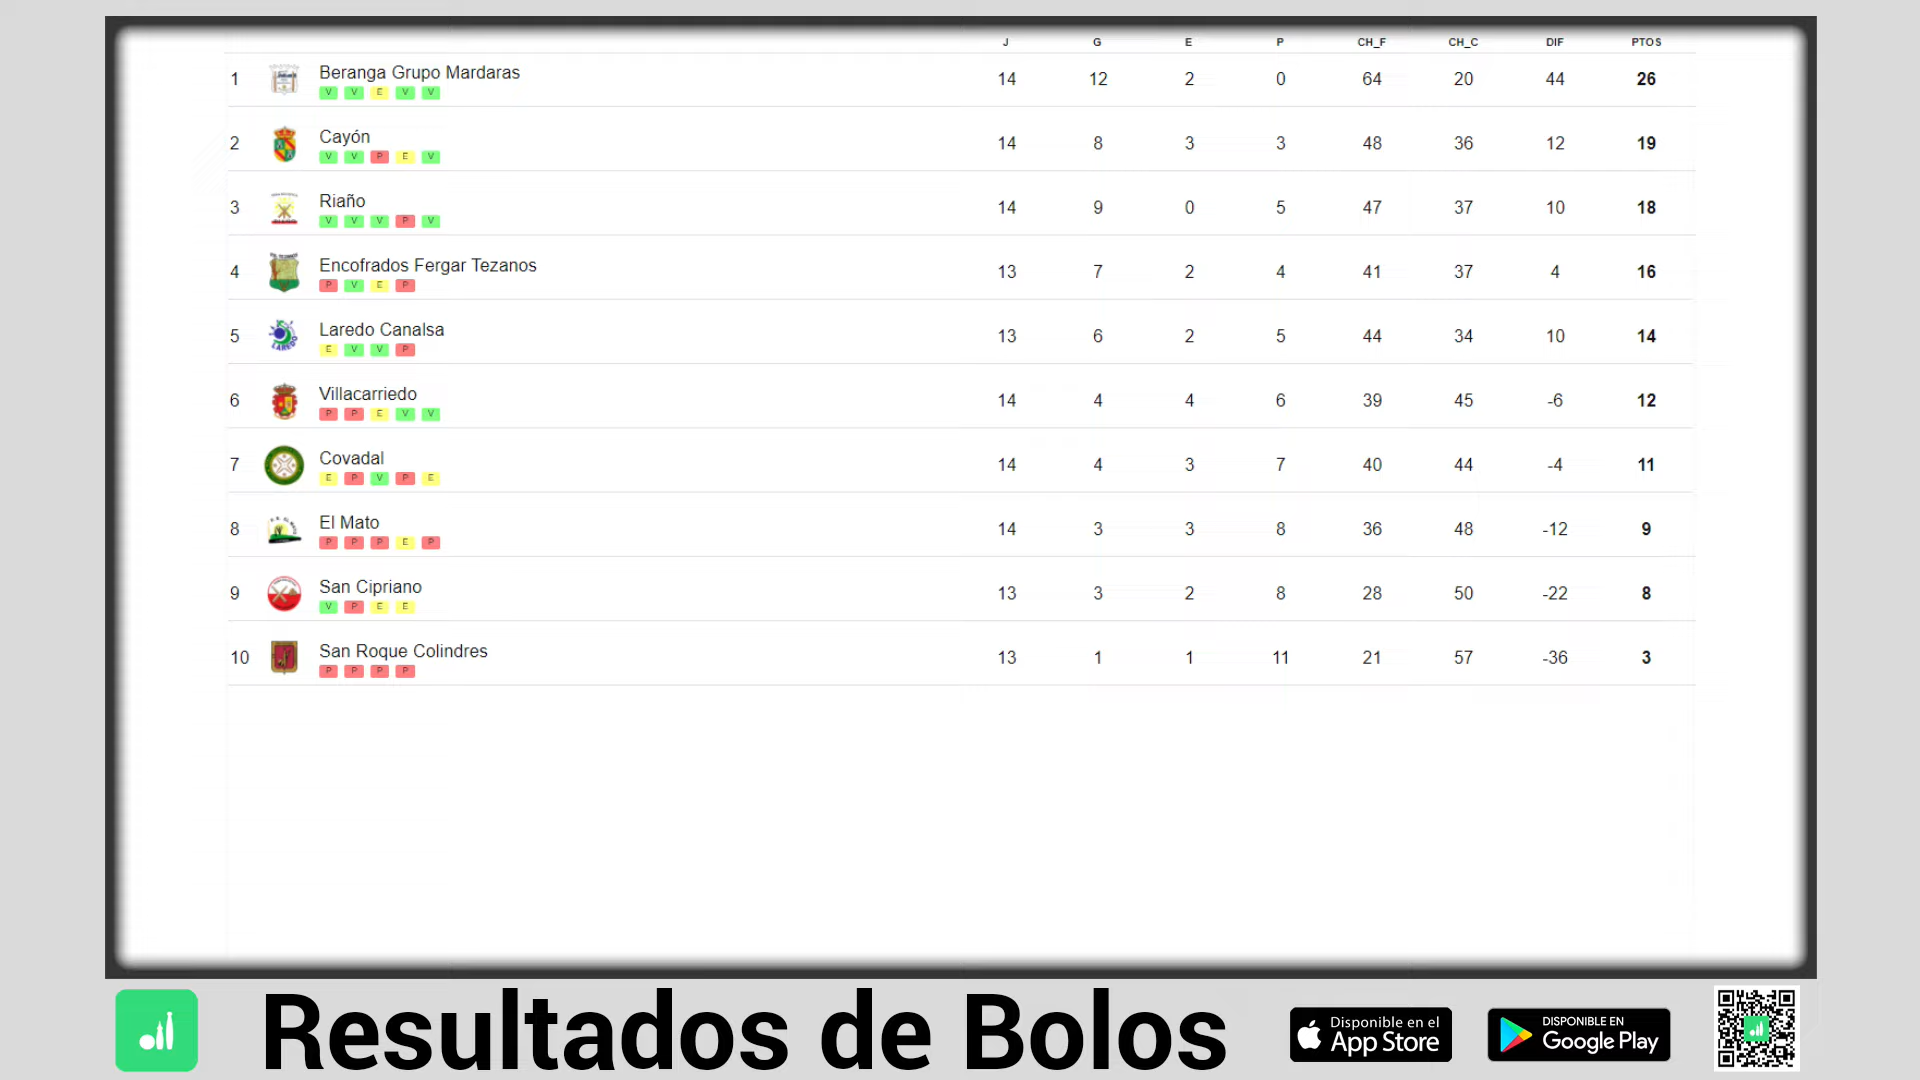 J G E P CH_F CH_C DIF PTOS
1 Beranga Grupo Mardaras 14 12 2 0 64 20 44 26
V V E V V
2 Cayón 14 8 3 3 48 36 12 19
V V P E V
3 Riaño 14 9 0 5 47 37 10 18
V V V P V
4 Encofrados Fergar Tezanos 13 7 2 4 41 37 4 16
P V E P
5 Laredo Canalsa 13 6 2 5 44 34 10 14
E V V P
6 Villacarriedo 14 4 4 6 39 45 -6 12
P P E V V
7 Covadal 14 4 3 7 40 44 -4 11
E P V P E
8 El Mato 14 3 3 8 36 48 -12 9
P P P E P
9 San Cipriano 13 3 2 8 28 50 -22 8
V P E E
10 San Roque Colindres 13 1 1 11 21 57 -36 3
P P P P
Resultados de Bolos
Disponible en el
App Store
DISPONIBLE EN
Google Play